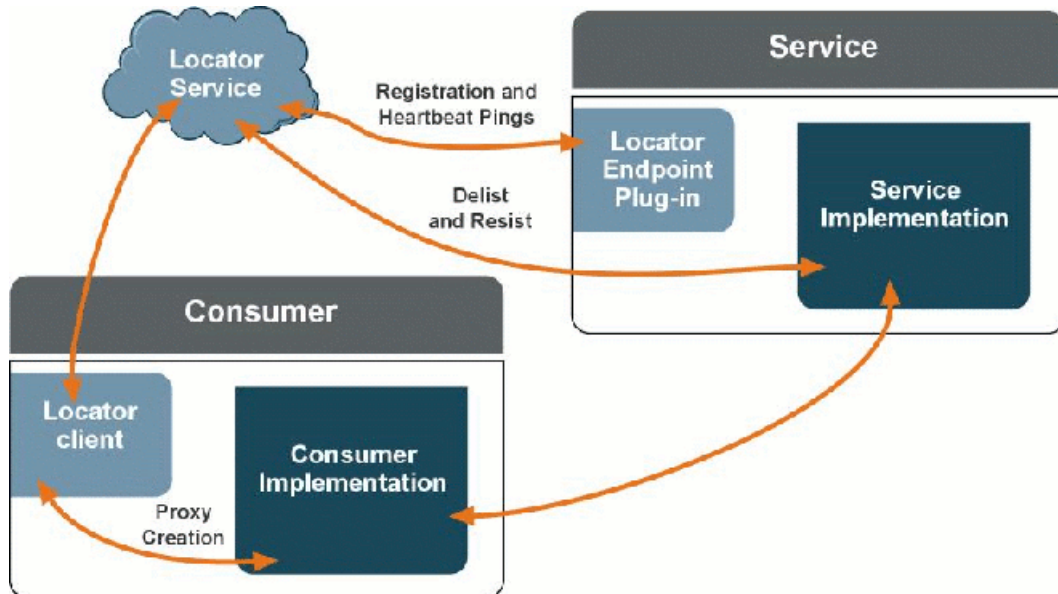 Locator
Service
Service
Registration and
Heartbeat Pings
Locator
Endpoint
Plug-in
Service
Implementation
Delist
and Resist
Consumer
Locator
client
Consumer
Implementation
Proxy
Creation